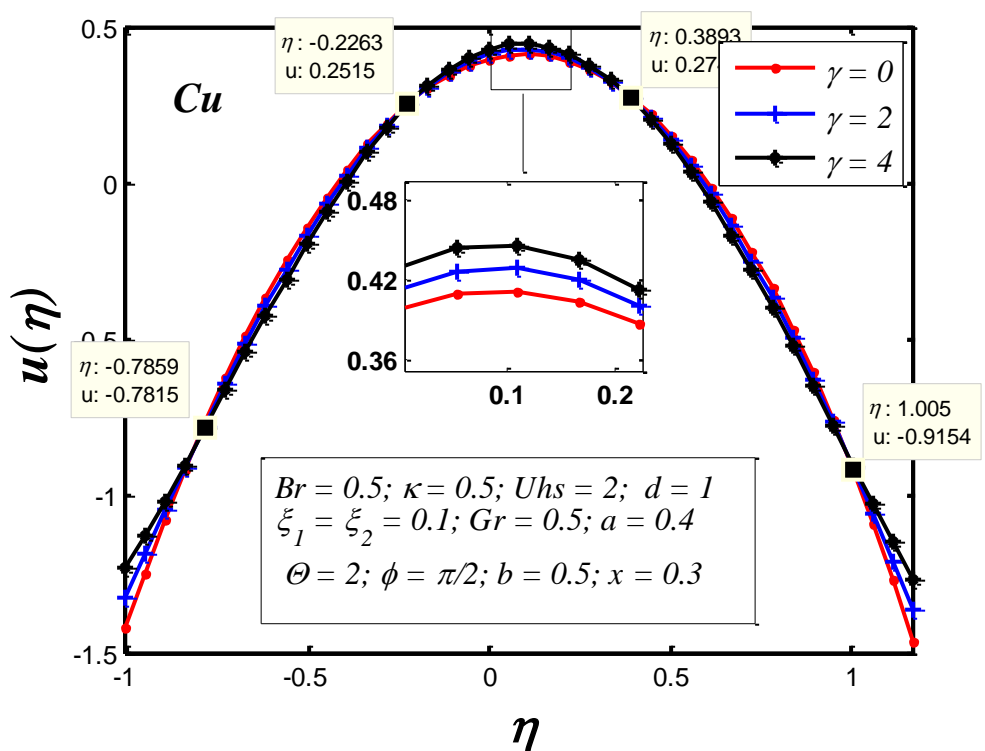 0.5
η: -0.2263
u: 0.2515
η: 0.3893
u: 0.27
γ = 0
γ = 2
γ = 4
Cu
0
0.48
0.42
0.36
0.1
0.2
u(η)
.5
η: -0.7859
u: -0.7815
η: 1.005
u: -0.9154
-1
Br = 0.5; κ = 0.5; Uhs = 2; d = 1
ξ1 = ξ2 = 0.1; Gr = 0.5; a = 0.4
Θ = 2; ϕ = π/2; b = 0.5; x = 0.3
-1.5
-1
-0.5
0
0.5
1
η